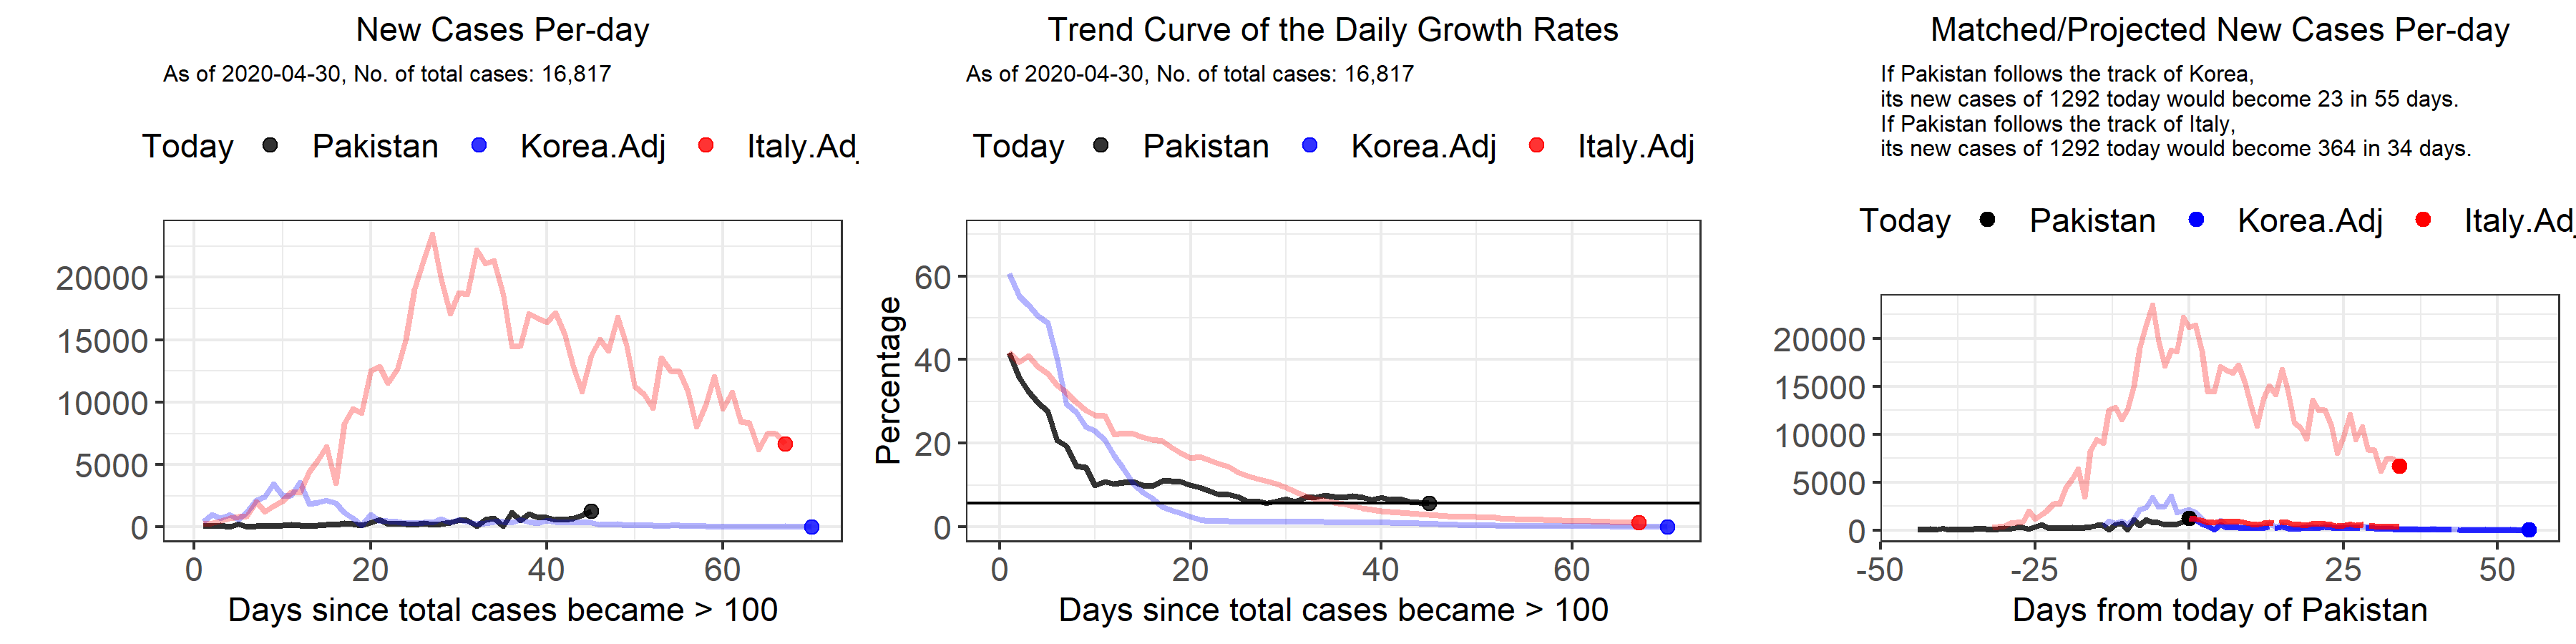 New Cases Per-day
As of 2020-04-30, No. of total cases: 16,817
Today Pakistan Korea.Adj Italy.Ad
20000
15000
10000
5000
0
0 20 40 60
Days since total cases became > 100
Trend Curve of the Daily Growth Rates
As of 2020-04-30, No. of total cases: 16,817
Today Pakistan Korea.Adj Italy.Adj
Percentage
60
40
20
0
0 20 40 60
Days since total cases became > 100
Matched/Projected New Cases Per-day
If Pakistan follows the track of Korea,
its new cases of 1292 today would become 23 in 55 days.
If Pakistan follows the track of Italy,
its new cases of 1292 today would become 364 in 34 days.
Today Pakistan Korea.Adj Italy.Adj
20000
15000
10000
5000
0
-50 -25 0 25 50
Days from today of Pakistan